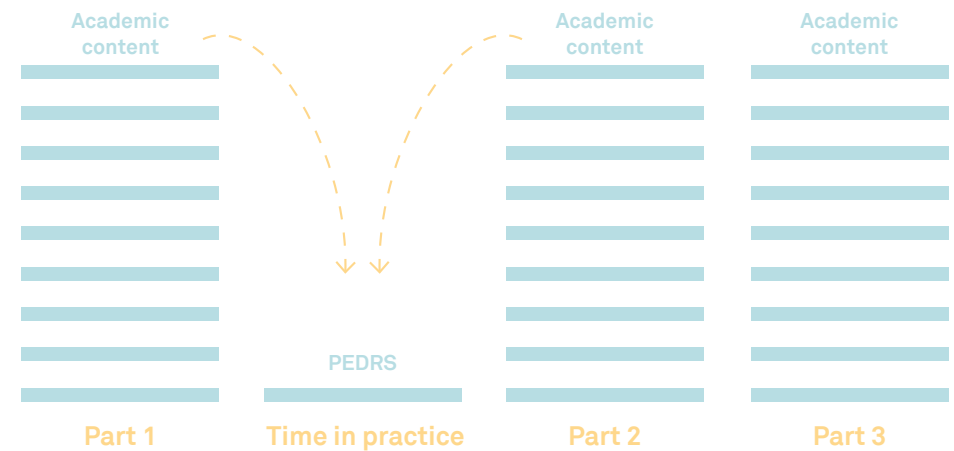 Academic
content
Academic
content
Academic
content
PEDRS
Part 1
Time in practice
Part 2
Part 3